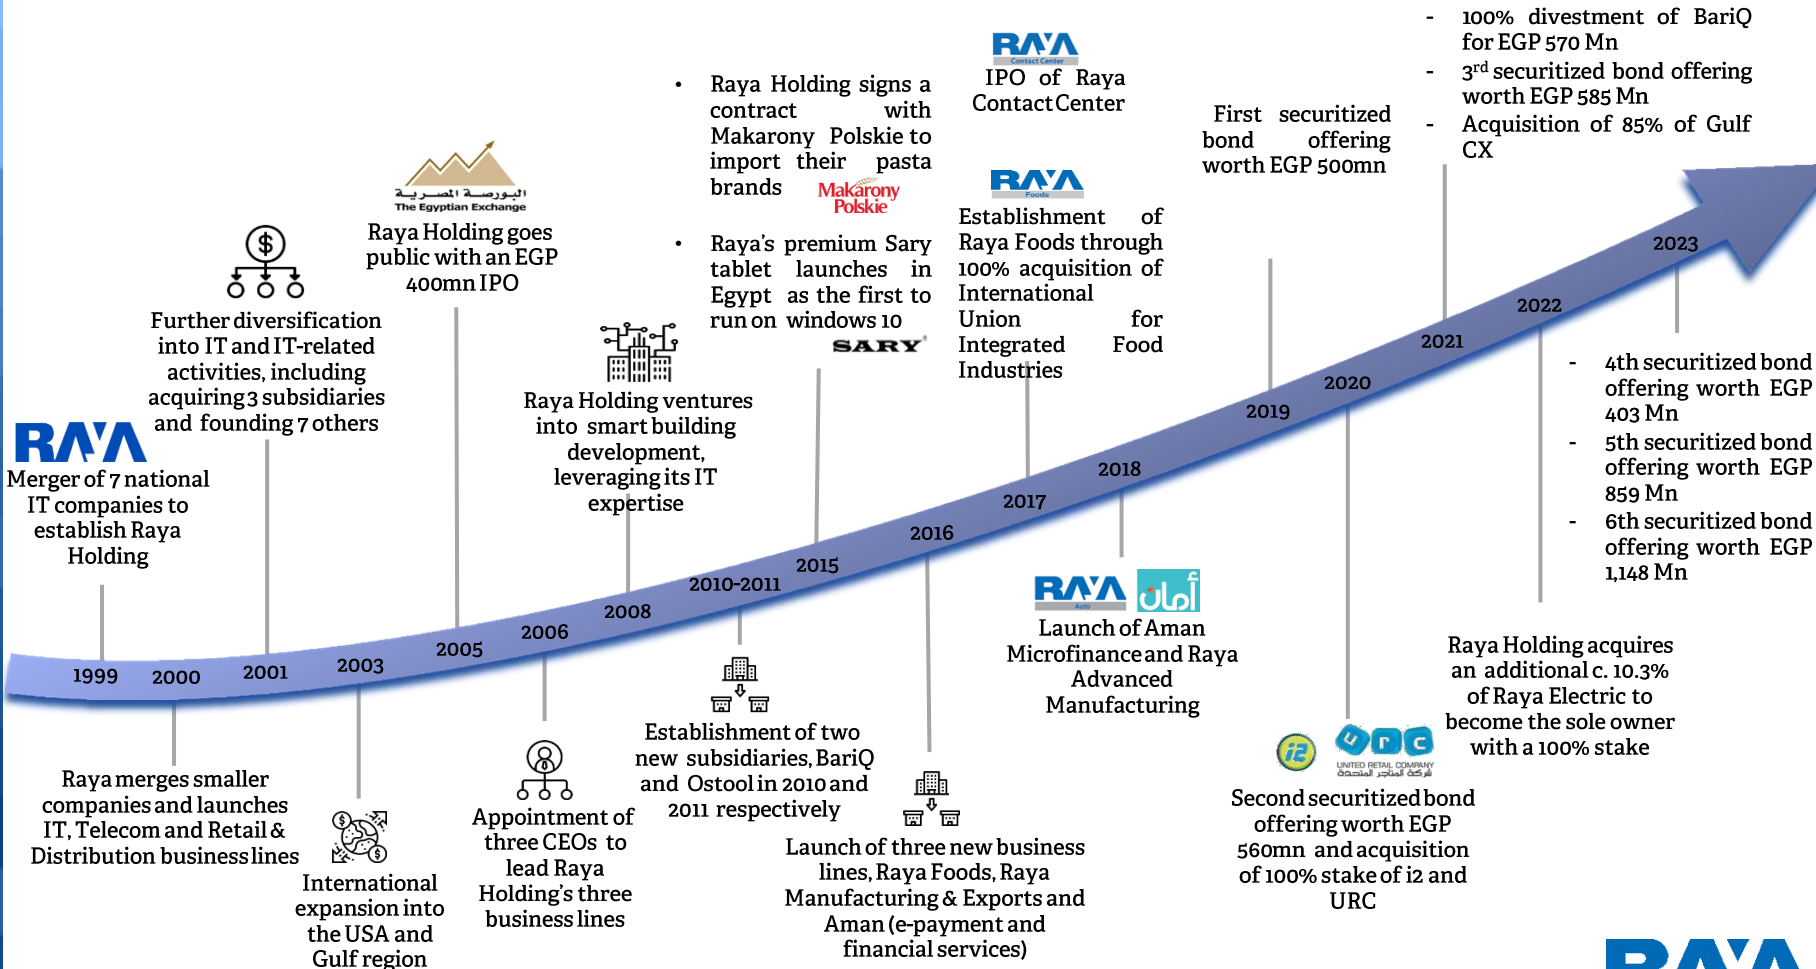 RAYA
Merger of 7 national
IT companies to
establish Raya
Holding
1999
2000
Raya merges smaller
companies and launches
IT, Telecom and Retail &
Distribution business lines
Further diversification
into IT and IT-related
activities, including
acquiring 3 subsidiaries
and founding 7 others
2001
2003
International
expansion into
the USA and
Gulf region
البورصة المصرية
The Egyptian Exchange
Raya Holding goes
public with an EGP
400mn IPO
2005
2006
Appointment of
three CEOs to
lead Raya
Holding's three
business lines
Raya Holding ventures
into smart building
development,
leveraging its IT
expertise
2008
2010-2011
Establishment of two
new subsidiaries, BariQ
and Ostool in 2010 and
2011 respectively
• Raya Holding signs a
contract with
Makarony Polskie to
import their pasta
brands
Makarony
Polskie
• Raya's premium Sary
tablet launches in
Egypt as the first to
run on windows 10
SARY
2015
2016
Launch of three new business
lines, Raya Foods, Raya
Manufacturing & Exports and
Aman (e-payment and
financial services)
RAYA
Contact Center
IPO of Raya
Contact Center
RAYA
Foods
Establishment of
Raya Foods through
100% acquisition of
International
Union for
Integrated Food
Industries
2017
2018
RAYA
Auto
أمان
Launch of Aman
Microfinance and Raya
Advanced
Manufacturing
First securitized
bond offering
worth EGP 500mn
2019
2020
i2
urc
UNITED RETAIL COMPANY
شركة المتاجر المتحدة
Second securitized bond
offering worth EGP
560mn and acquisition
of 100% stake of i2 and
URC
- 100% divestment of BariQ
for EGP 570 Mn
- 3rd securitized bond offering
worth EGP 585 Mn
- Acquisition of 85% of Gulf
CX
2021
2022
Raya Holding acquires
an additional c. 10.3%
of Raya Electric to
become the sole owner
with a 100% stake
2023
- 4th securitized bond
offering worth EGP
403 Mn
- 5th securitized bond
offering worth EGP
859 Mn
- 6th securitized bond
offering worth EGP
1,148 Mn
RAYA